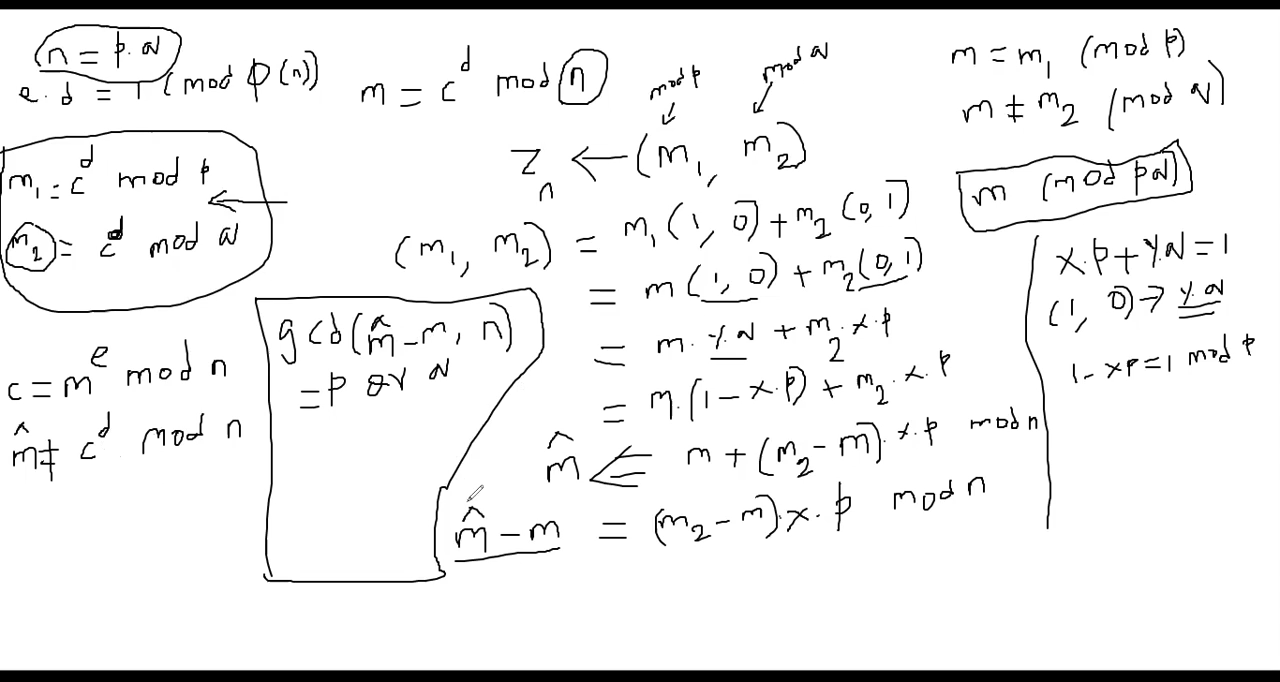 n = p.q
e.d ≡ 1 (mod φ(n))
m = c^d mod n
mod p
mod q
Z_n ← (m_1, m_2)
m = m_1 (mod p)
m ≠ m_2 (mod q)
m (mod pq)
m_1 = c^d mod p
m_2 = c^d mod q
(m_1, m_2) = m_1(1, 0) + m_2(0, 1)
= m(1, 0) + m_2(0, 1)
= m. y.q + m_2. x.p
= m.(1 - x.p) + m_2. x.p
m̂ ⇐ m + (m_2 - m). x.p mod n
m̂ - m = (m_2 - m). x. p mod n
x.p + y.q = 1
(1, 0) → y.q
1 - xp = 1 mod p
gcd(m̂ - m, n)
= p or q
c = m^e mod n
m̂ ≠ c^d mod n